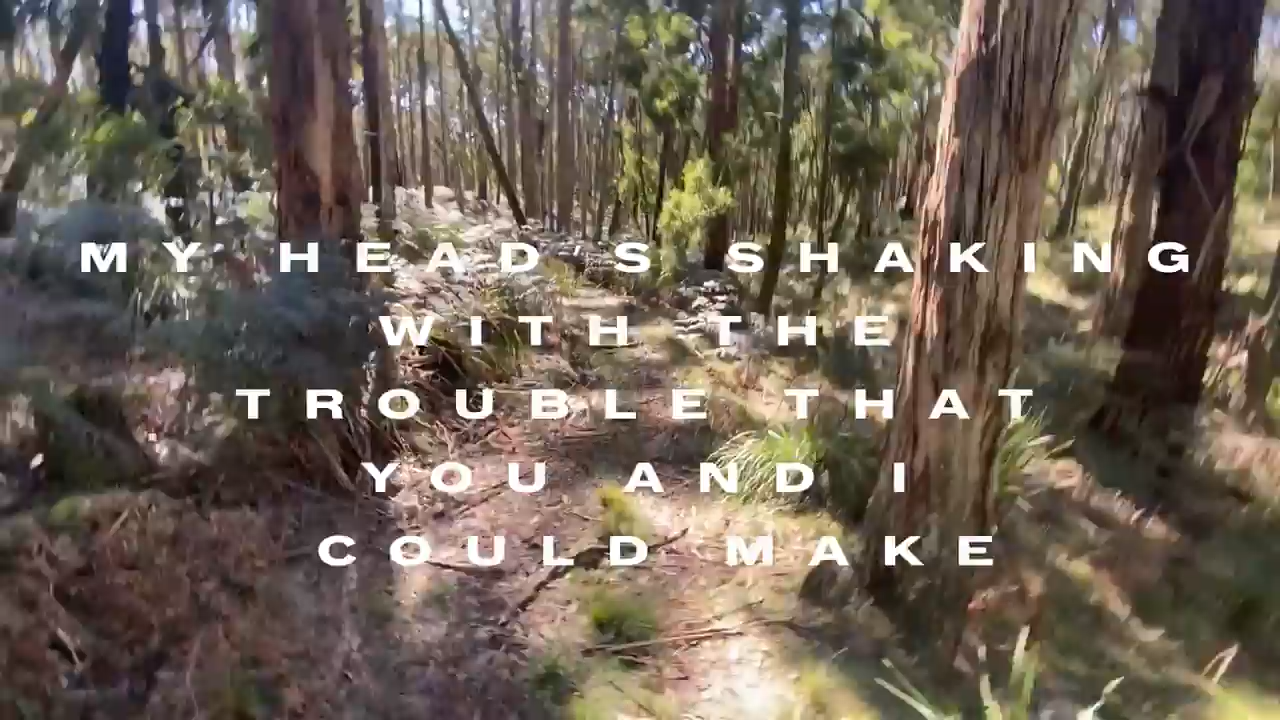 MY HEAD'S SHAKING
WITH THE
TROUBLE THAT
YOU AND I
COULD MAKE